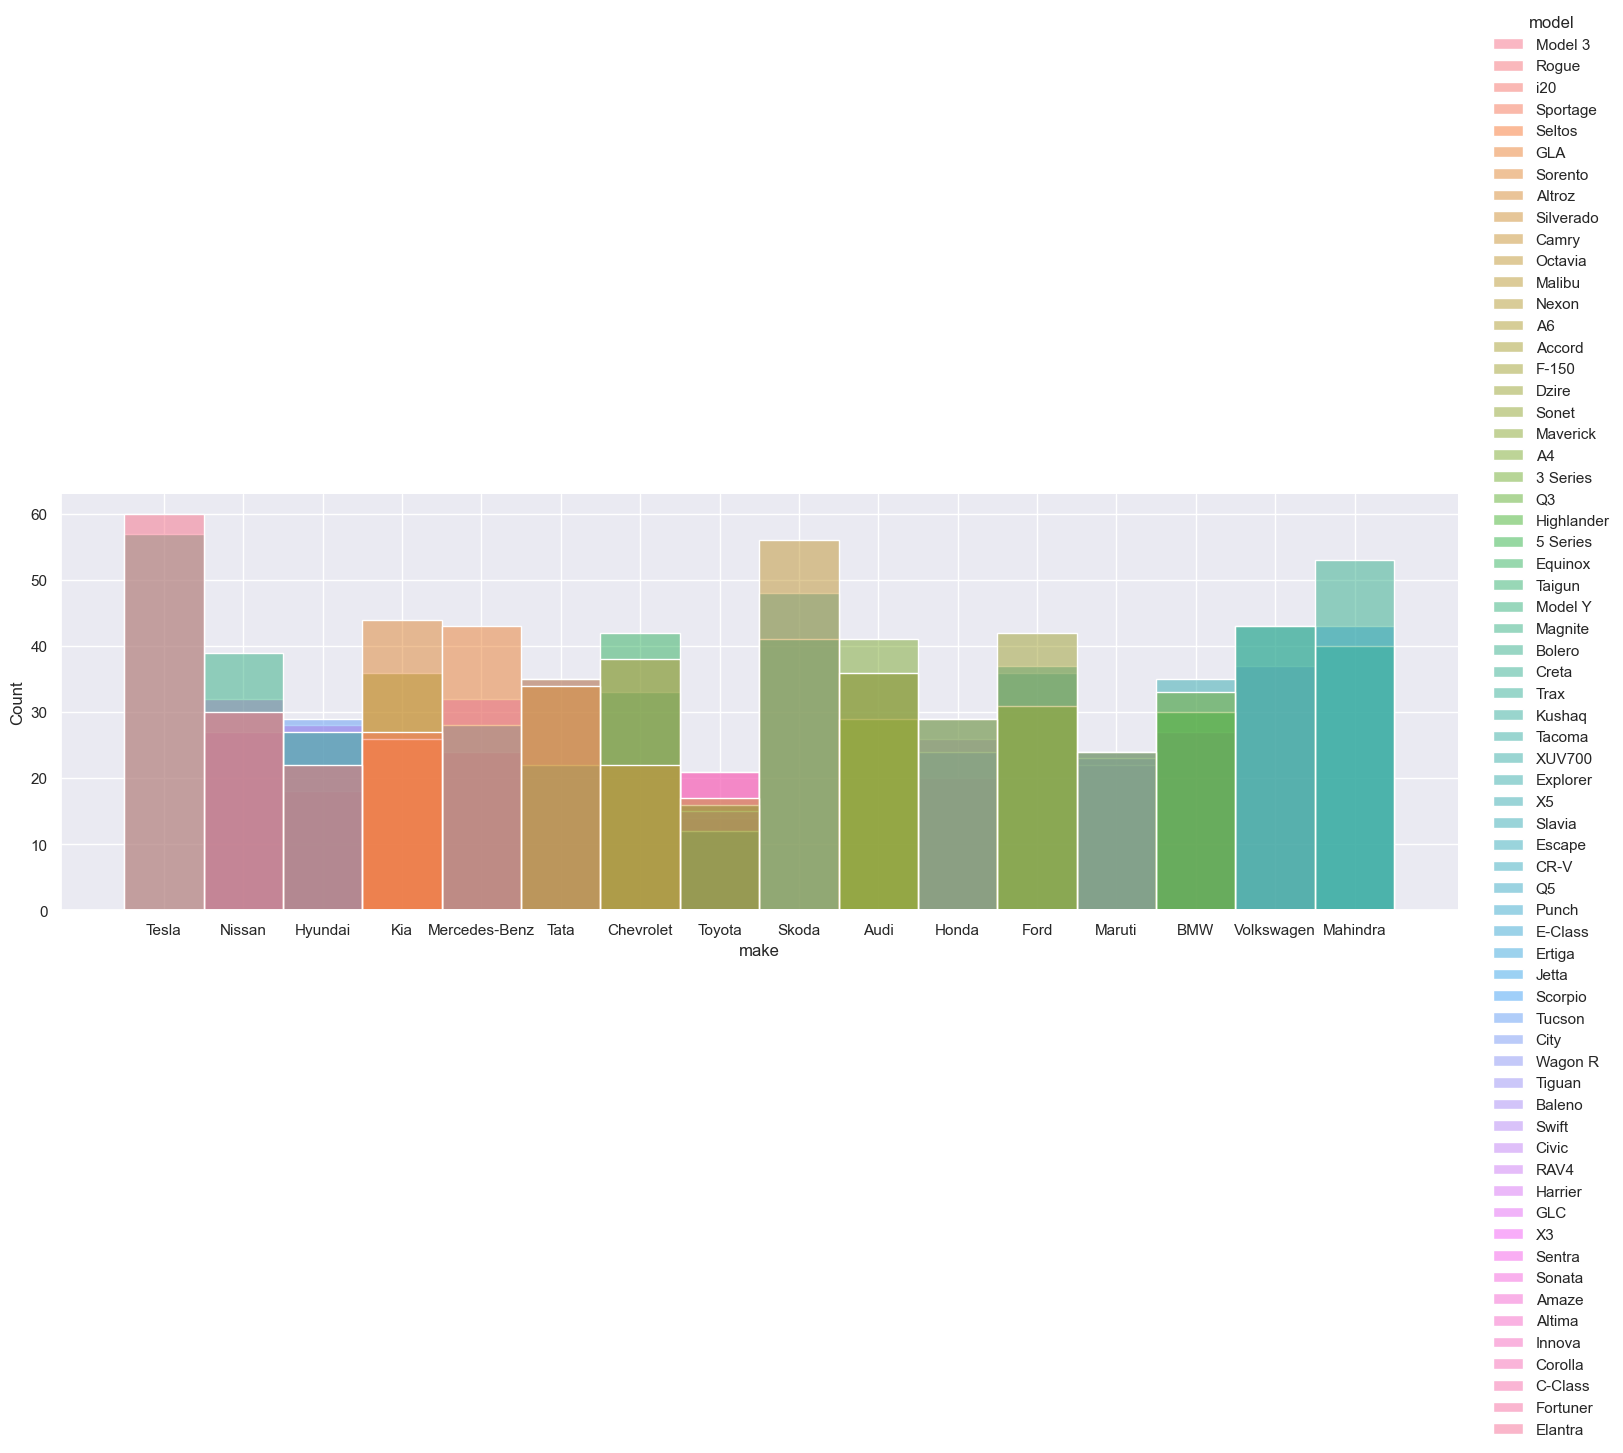 model
Model 3
Rogue
i20
Sportage
Seltos
GLA
Sorento
Altroz
Silverado
Camry
Octavia
Malibu
Nexon
A6
Accord
F-150
Dzire
Sonet
Maverick
A4
3 Series
Q3
Highlander
5 Series
Equinox
Taigun
Model Y
Magnite
Bolero
Creta
Trax
Kushaq
Tacoma
XUV700
Explorer
X5
Slavia
Escape
CR-V
Q5
Punch
E-Class
Ertiga
Jetta
Scorpio
Tucson
City
Wagon R
Tiguan
Baleno
Swift
Civic
RAV4
Harrier
GLC
X3
Sentra
Sonata
Amaze
Altima
Innova
Corolla
C-Class
Fortuner
Elantra
60
50
40
30
20
10
0
Count
Tesla Nissan Hyundai Kia Mercedes-Benz Tata Chevrolet Toyota Skoda Audi Honda Ford Maruti BMW Volkswagen Mahindra
make